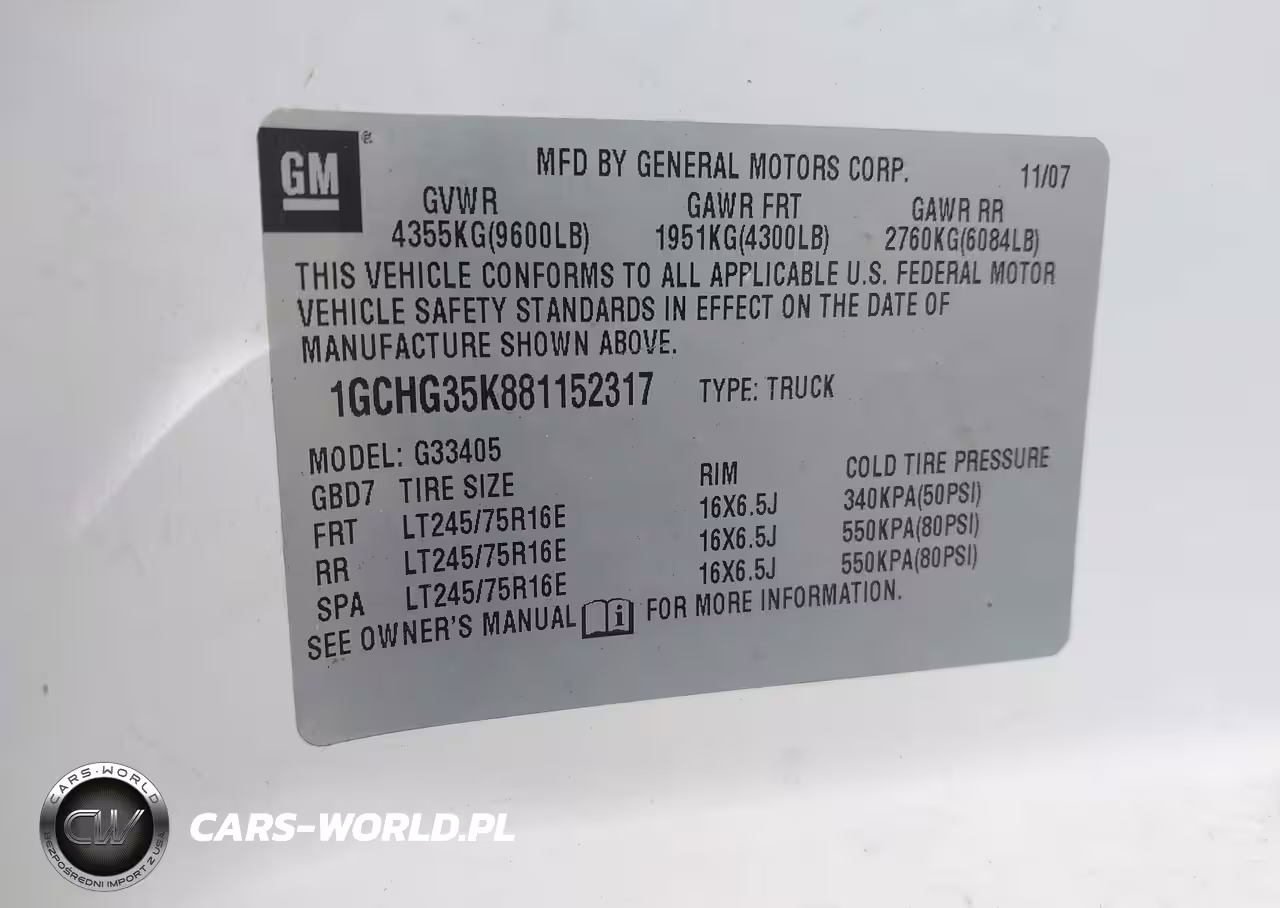 GM®
MFD BY GENERAL MOTORS CORP. 11/07
GVWR GAWR FRT GAWR RR
4355KG(9600LB) 1951KG(4300LB) 2760KG(6084LB)
THIS VEHICLE CONFORMS TO ALL APPLICABLE U.S. FEDERAL MOTOR
VEHICLE SAFETY STANDARDS IN EFFECT ON THE DATE OF
MANUFACTURE SHOWN ABOVE.
1GCHG35K881152317 TYPE: TRUCK
MODEL: G33405
GBD7 TIRE SIZE RIM COLD TIRE PRESSURE
FRT LT245/75R16E 16X6.5J 340KPA(50PSI)
RR LT245/75R16E 16X6.5J 550KPA(80PSI)
SPA LT245/75R16E 16X6.5J 550KPA(80PSI)
SEE OWNER'S MANUAL i FOR MORE INFORMATION.
CARS-WORLD
CW
BEZPOŚREDNI IMPORT Z USA
CARS-WORLD.PL